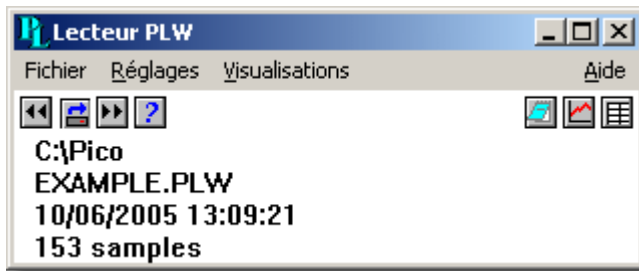 Lecteur PLW
Fichier Réglages Visualisations Aide
C:\Pico
EXAMPLE.PLW
10/06/2005 13:09:21
153 samples